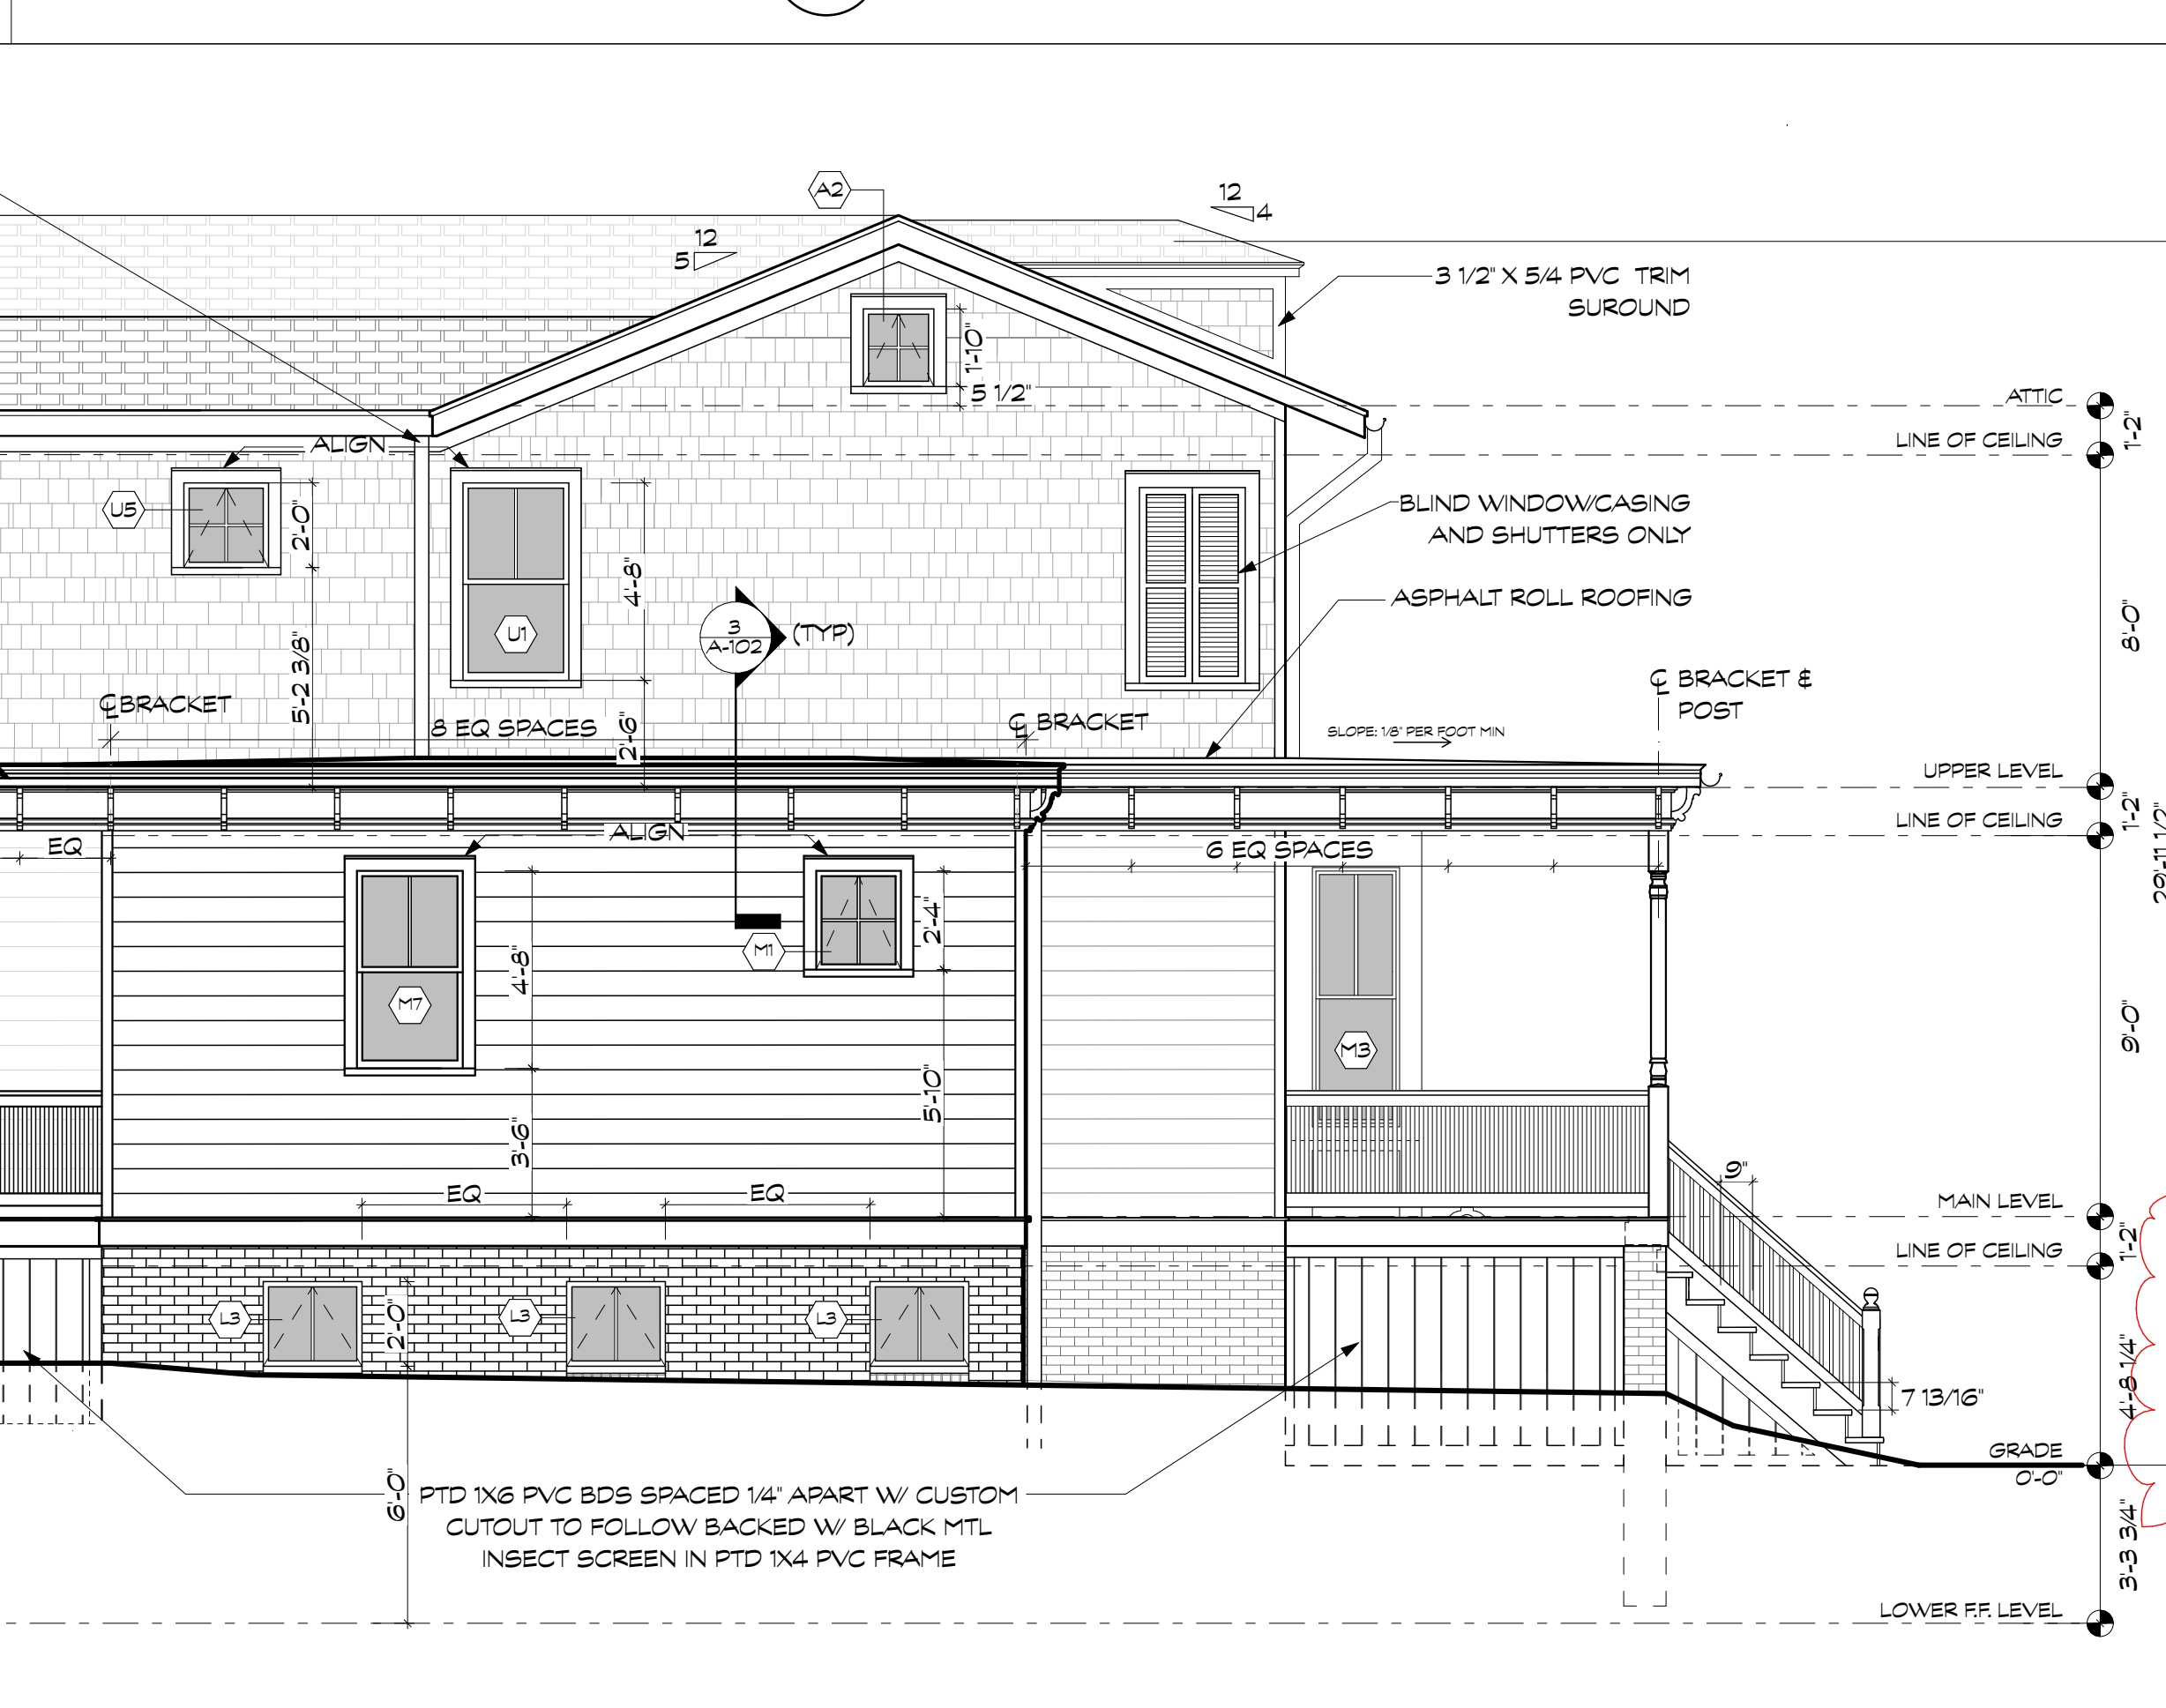 A2
12
4
12
5
3 1/2" X 5/4 PVC TRIM
SUROUND
1'-10"
5 1/2"
ATTIC
1'-2"
LINE OF CEILING
ALIGN
U5
2'-0"
BLIND WINDOW/CASING
AND SHUTTERS ONLY
4'-8"
U1
3
A-102
(TYP)
ASPHALT ROLL ROOFING
8'-0"
5'-2 3/8"
℄ BRACKET
8 EQ SPACES
2'-6"
℄ BRACKET
℄ BRACKET &
POST
SLOPE: 1/8" PER FOOT MIN
UPPER LEVEL
1'-2"
LINE OF CEILING
29'-11 1/2"
EQ
ALIGN
6 EQ SPACES
4'-8"
M7
M1
2'-4"
M3
9'-0"
5'-10"
3'-6"
EQ
EQ
9"
MAIN LEVEL
1'-2"
LINE OF CEILING
L3
2'-0"
L3
L3
4'-8 1/4"
7 13/16"
GRADE
0'-0"
6'-0"
PTD 1X6 PVC BDS SPACED 1/4" APART W/ CUSTOM
CUTOUT TO FOLLOW BACKED W/ BLACK MTL
INSECT SCREEN IN PTD 1X4 PVC FRAME
3'-3 3/4"
LOWER F.F. LEVEL